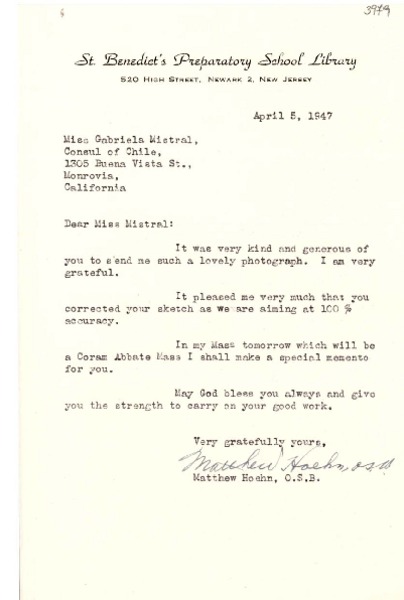 3979
St. Benedict's Preparatory School Library
520 High Street, Newark 2, New Jersey
April 5, 1947
Miss Gabriela Mistral,
Consul of Chile,
1305 Buena Vista St.,
Monrovia,
California
Dear Miss Mistral:
It was very kind and generous of
you to send me such a lovely photograph. I am very
grateful.
It pleased me very much that you
corrected your sketch as we are aiming at 100 %
accuracy.
In my Mass tomorrow which will be
a Coram Abbate Mass I shall make a special memento
for you.
May God bless you always and give
you the strength to carry on your good work.
Very gratefully yours,
Matthew Hoehn, O.S.B.
Matthew Hoehn, O.S.B.